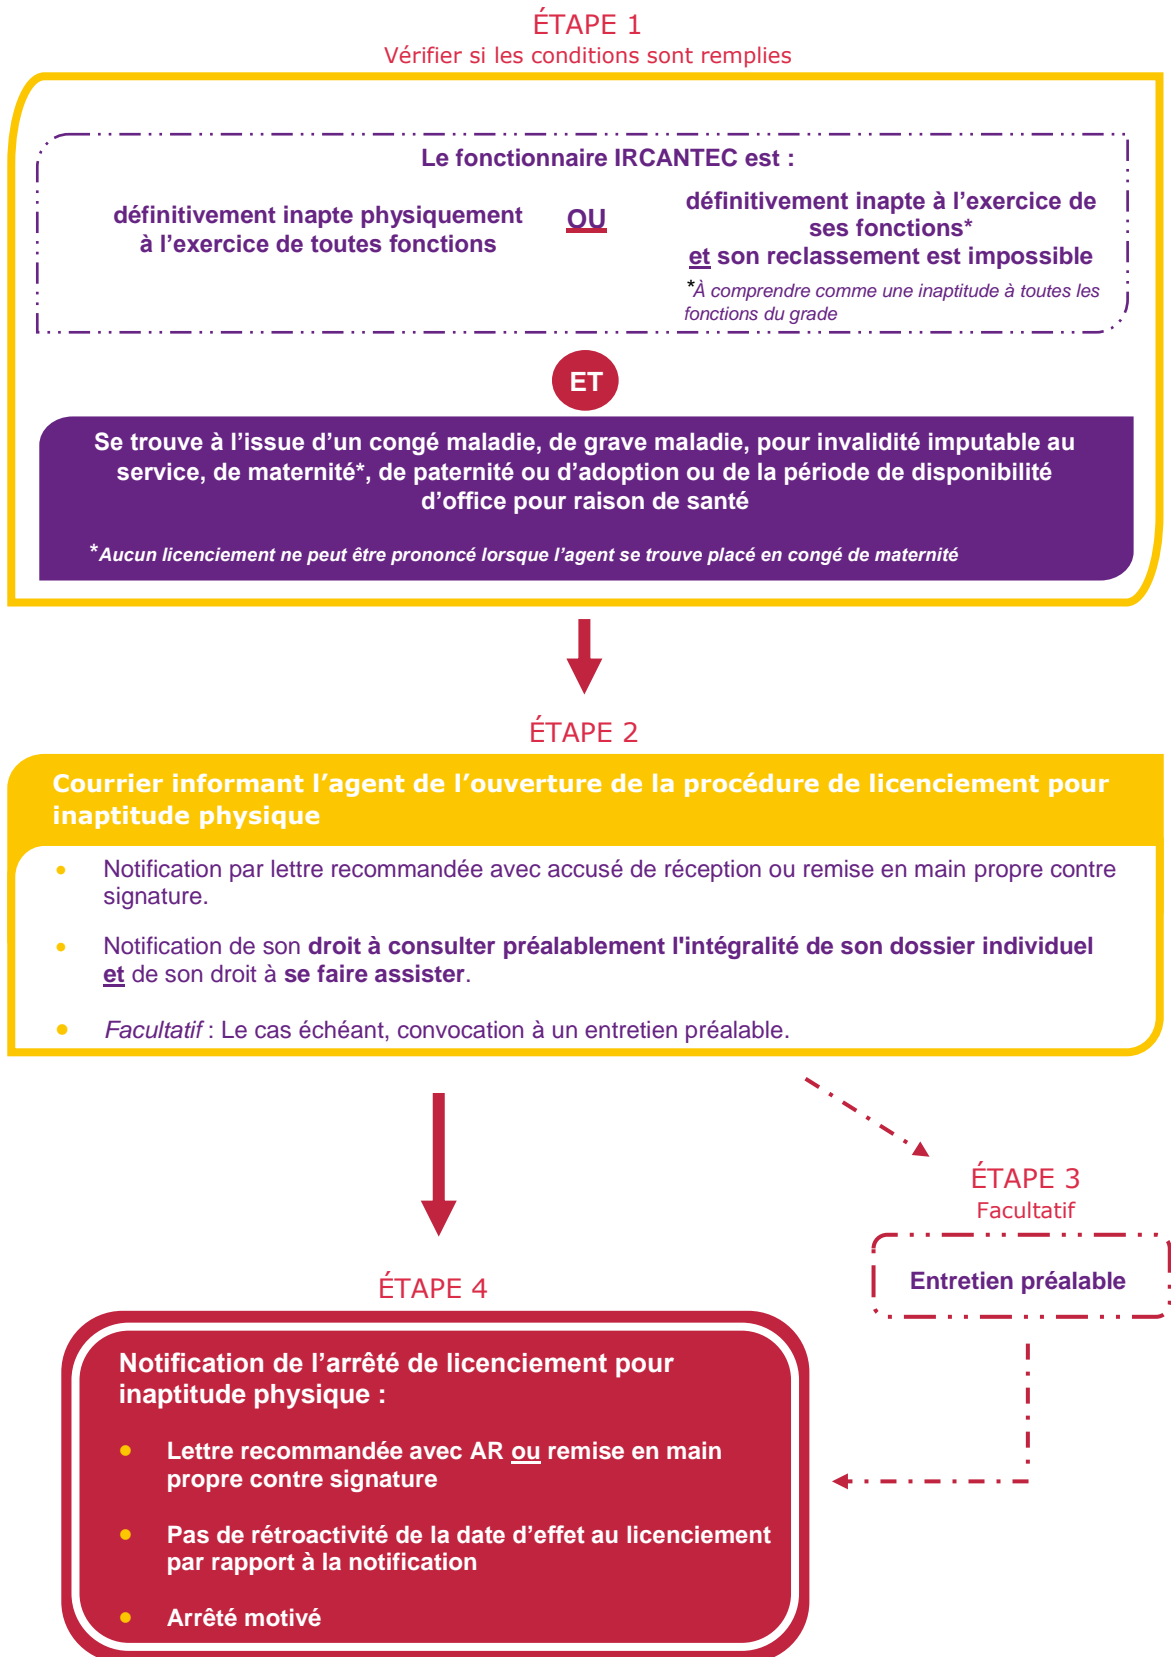 ÉTAPE 1
Vérifier si les conditions sont remplies
Le fonctionnaire IRCANTEC est :
définitivement inapte physiquement
à l’exercice de toutes fonctions
OU
définitivement inapte à l’exercice de
ses fonctions*
et son reclassement est impossible
*À comprendre comme une inaptitude à toutes les
fonctions du grade
ET
Se trouve à l’issue d’un congé maladie, de grave maladie, pour invalidité imputable au
service, de maternité*, de paternité ou d’adoption ou de la période de disponibilité
d’office pour raison de santé
*Aucun licenciement ne peut être prononcé lorsque l’agent se trouve placé en congé de maternité
ÉTAPE 2
Courrier informant l’agent de l’ouverture de la procédure de licenciement pour
inaptitude physique
• Notification par lettre recommandée avec accusé de réception ou remise en main propre contre
signature.
• Notification de son droit à consulter préalablement l'intégralité de son dossier individuel
et de son droit à se faire assister.
• Facultatif : Le cas échéant, convocation à un entretien préalable.
ÉTAPE 3
Facultatif
Entretien préalable
ÉTAPE 4
Notification de l’arrêté de licenciement pour
inaptitude physique :
• Lettre recommandée avec AR ou remise en main
propre contre signature
• Pas de rétroactivité de la date d’effet au licenciement
par rapport à la notification
• Arrêté motivé